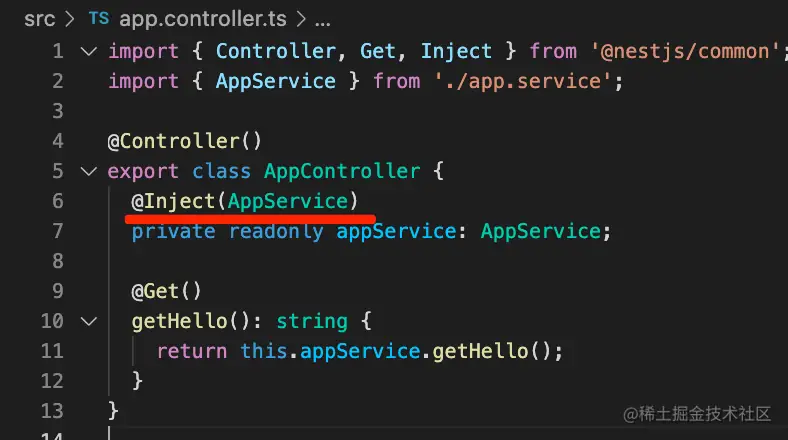 src > TS app.controller.ts > ...
1 import { Controller, Get, Inject } from '@nestjs/common';
2 import { AppService } from './app.service';
3
4 @Controller()
5 export class AppController {
6 @Inject(AppService)
7 private readonly appService: AppService;
8
9 @Get()
10 getHello(): string {
11 return this.appService.getHello();
12 }
13 }
14
@稀土掘金技术社区